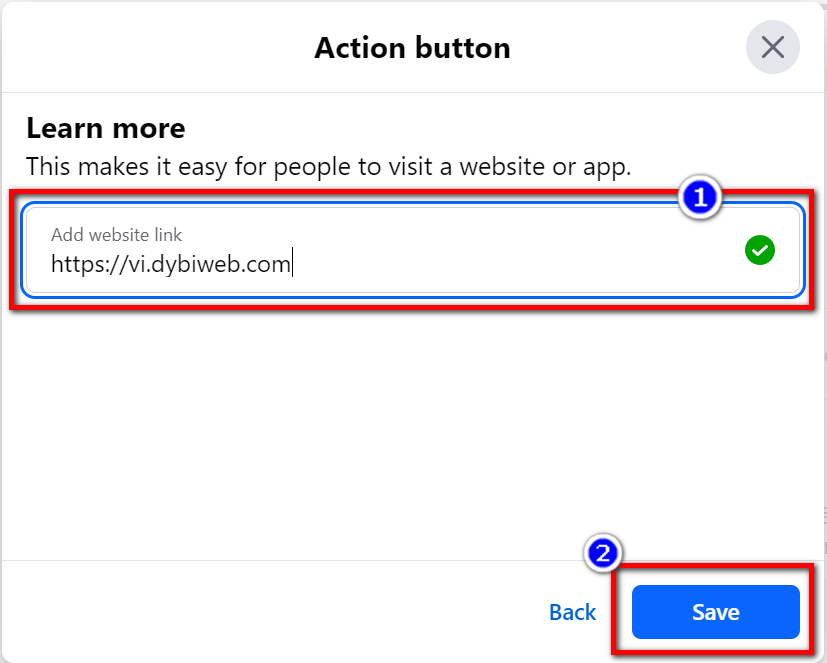 Action button
Learn more
This makes it easy for people to visit a website or app.
1
Add website link
https://vi.dybiweb.com
2
Back
Save